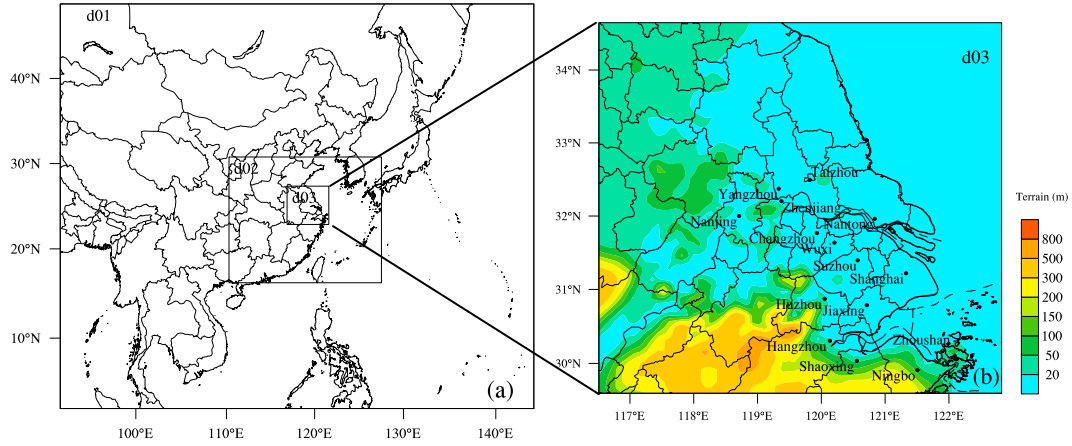 d01
40°N
30°N
20°N
10°N
100°E
110°E
120°E
130°E
140°E
d02
d03
(a)
34°N
33°N
32°N
31°N
30°N
117°E
118°E
119°E
120°E
121°E
122°E
d03
Taizhou
Yangzhou
Zhenjiang
Nanjing
Nantong
Changzhou
Wuxi
Suzhou
Shanghai
Huzhou
Jiaxing
Hangzhou
Zhoushan
Shaoxing
Ningbo
(b)
Terrain (m)
800
500
300
200
150
100
50
20